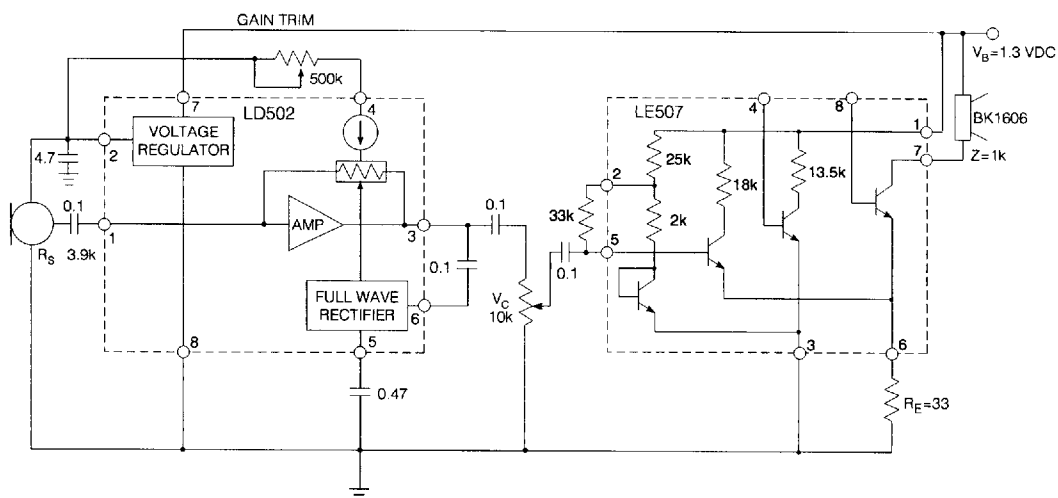 GAIN TRIM
V_B=1.3 VDC
500k
7
LD502
4
VOLTAGE
REGULATOR
2
4.7
0.1
R_S
3.9k
1
AMP
3
0.1
0.1
FULL WAVE
RECTIFIER
6
8
5
0.47
V_C
10k
LE507
4
8
1
BK1606
7
Z=1k
25k
2
18k
13.5k
33k
2k
5
0.1
3
6
R_E=33